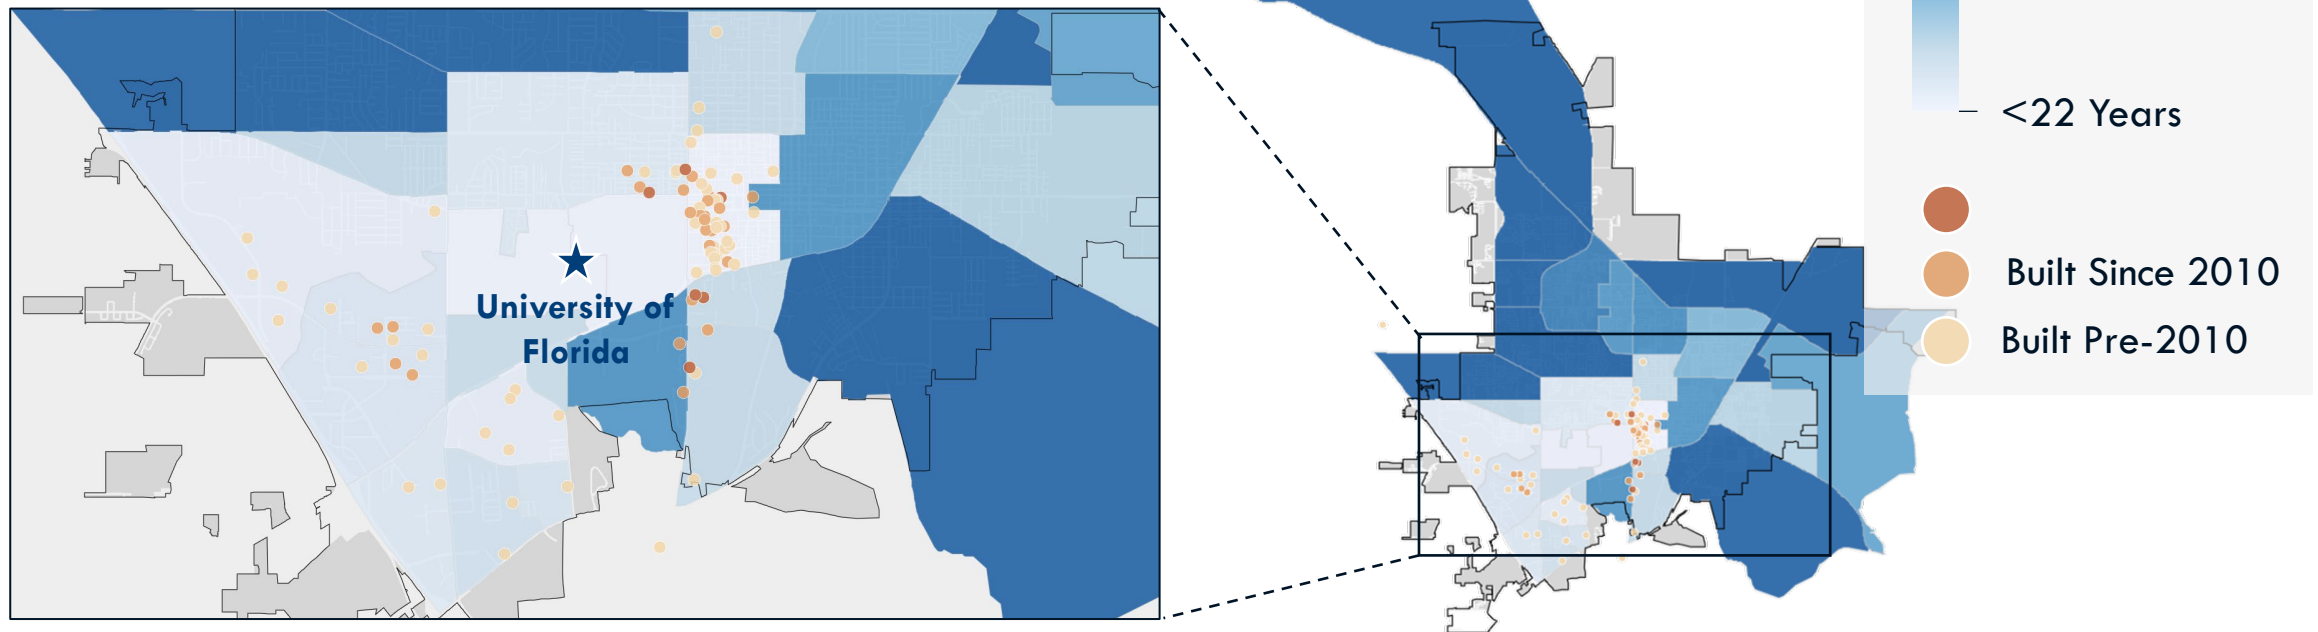 University of
Florida
<22 Years
Built Since 2010
Built Pre-2010